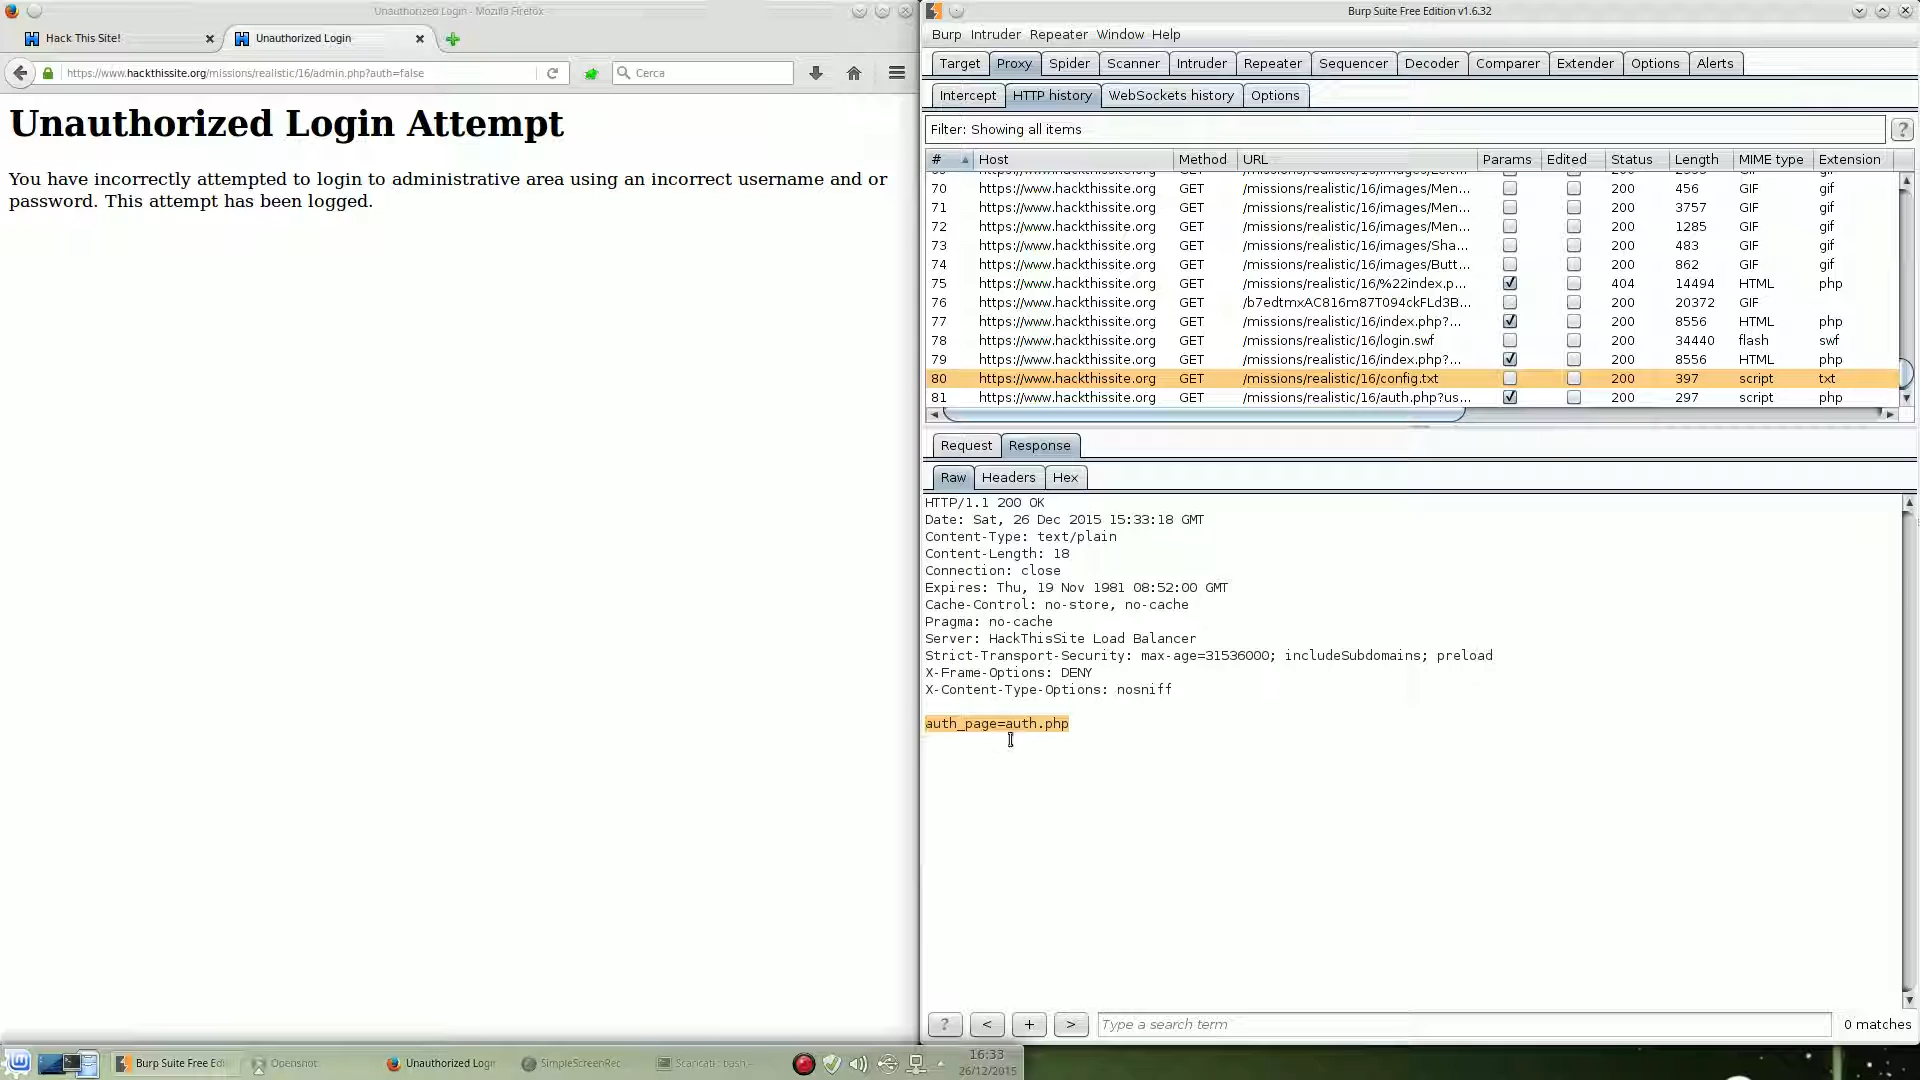 Unauthorized Login - Mozilla Firefox
Hack This Site!
Unauthorized Login
https://www.hackthissite.org/missions/realistic/16/admin.php?auth=false
Cerca
Unauthorized Login Attempt
You have incorrectly attempted to login to administrative area using an incorrect username and or
password. This attempt has been logged.
Burp Suite Free Edition v1.6.32
Burp Intruder Repeater Window Help
Target Proxy Spider Scanner Intruder Repeater Sequencer Decoder Comparer Extender Options Alerts
Intercept HTTP history WebSockets history Options
Filter: Showing all items ?
# Host Method URL Params Edited Status Length MIME type Extension
70 https://www.hackthissite.org GET /missions/realistic/16/images/Men... 200 456 GIF gif
71 https://www.hackthissite.org GET /missions/realistic/16/images/Men... 200 3757 GIF gif
72 https://www.hackthissite.org GET /missions/realistic/16/images/Men... 200 1285 GIF gif
73 https://www.hackthissite.org GET /missions/realistic/16/images/Sha... 200 483 GIF gif
74 https://www.hackthissite.org GET /missions/realistic/16/images/Butt... 200 862 GIF gif
75 https://www.hackthissite.org GET /missions/realistic/16/%22index.p... 404 14494 HTML php
76 https://www.hackthissite.org GET /b7edtmxAC816m87T094ckFLd3B... 200 20372 GIF
77 https://www.hackthissite.org GET /missions/realistic/16/index.php?... 200 8556 HTML php
78 https://www.hackthissite.org GET /missions/realistic/16/login.swf 200 34440 flash swf
79 https://www.hackthissite.org GET /missions/realistic/16/index.php?... 200 8556 HTML php
80 https://www.hackthissite.org GET /missions/realistic/16/config.txt 200 397 script txt
81 https://www.hackthissite.org GET /missions/realistic/16/auth.php?us... 200 297 script php
Request Response
Raw Headers Hex
HTTP/1.1 200 OK
Date: Sat, 26 Dec 2015 15:33:18 GMT
Content-Type: text/plain
Content-Length: 18
Connection: close
Expires: Thu, 19 Nov 1981 08:52:00 GMT
Cache-Control: no-store, no-cache
Pragma: no-cache
Server: HackThisSite Load Balancer
Strict-Transport-Security: max-age=31536000; includeSubdomains; preload
X-Frame-Options: DENY
X-Content-Type-Options: nosniff
auth_page=auth.php
? < + > Type a search term 0 matches
Burp Suite Free Edi
Openshot
Unauthorized Logi
SimpleScreenRec
Scaricati : bash
16:33
26/12/2015